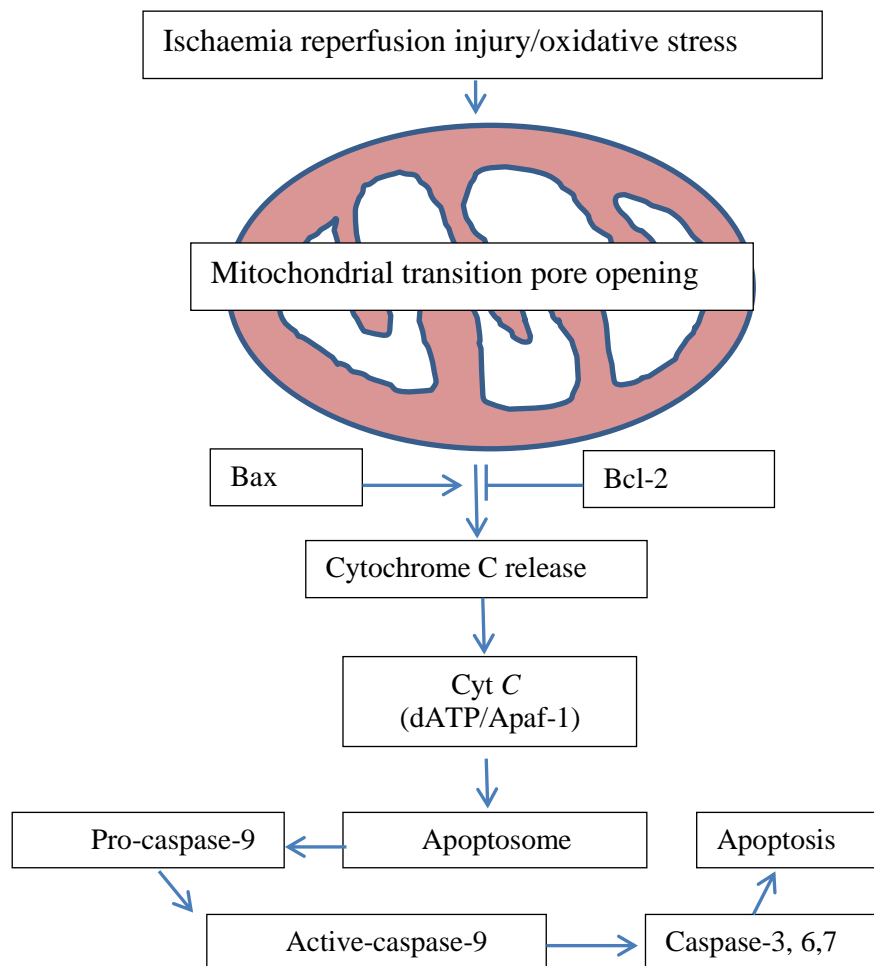 Ischaemia reperfusion injury/oxidative stress
Mitochondrial transition pore opening
Bax
Bcl-2
Cytochrome C release
Cyt C
(dATP/Apaf-1)
Pro-caspase-9
Apoptosome
Apoptosis
Active-caspase-9
Caspase-3, 6,7